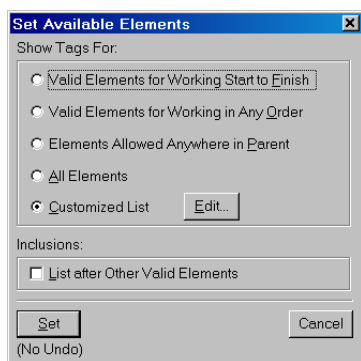 Set Available Elements
Show Tags For:
Valid Elements for Working Start to Finish
Valid Elements for Working in Any Order
Elements Allowed Anywhere in Parent
All Elements
Customized List
Edit...
Inclusions:
List after Other Valid Elements
Set
Cancel
(No Undo)